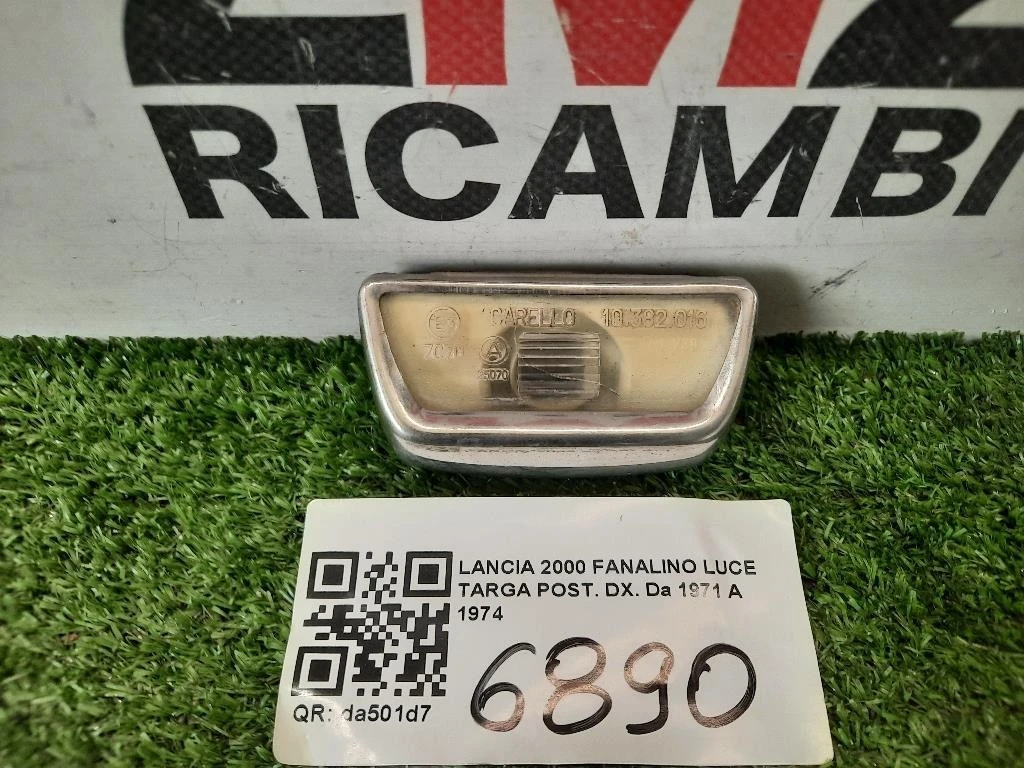 RICAMBI
CARELLO 10.382.016
E3
7070
A
25070
LANCIA 2000 FANALINO LUCE
TARGA POST. DX. Da 1971 A
1974
6890
QR: da501d7